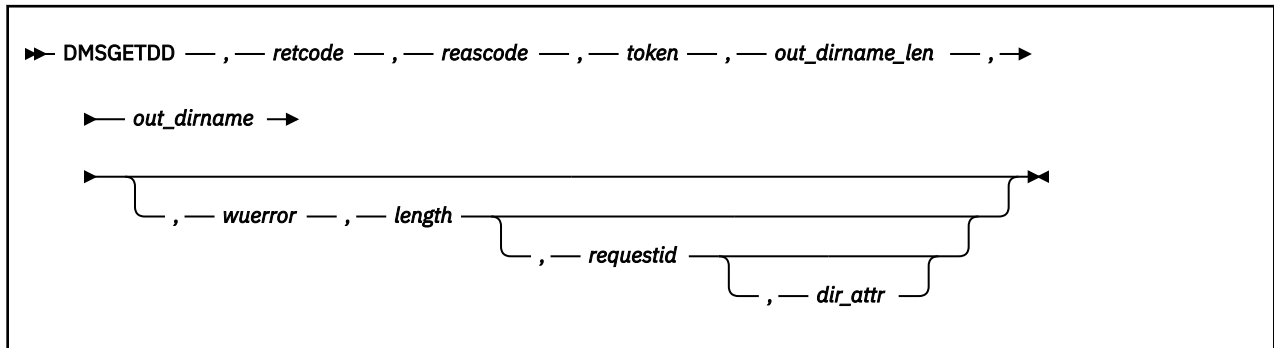 DMSGETDD , retcode , reascode , token , out_dirname_len ,
out_dirname
, wuerror , length
, requestid
, dir_attr